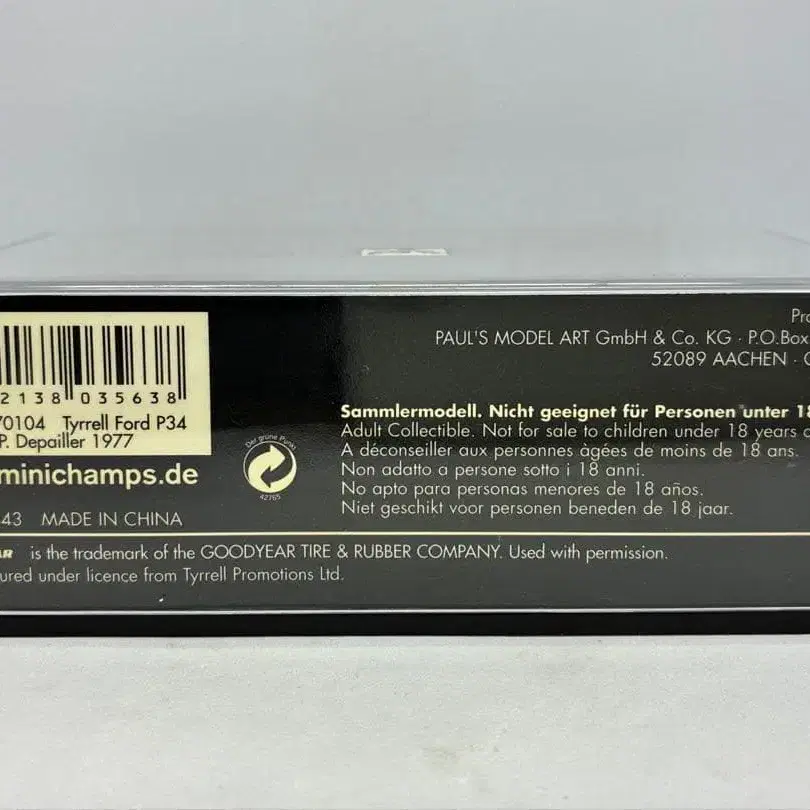 2138 035638
70104 Tyrrell Ford P34
P. Depailler 1977
minichamps.de
43 MADE IN CHINA
Der grüne Punkt
42765
PAUL'S MODEL ART GmbH & Co. KG · P.O.Box
52089 AACHEN ·
Sammlermodell. Nicht geeignet für Personen unter 18
Adult Collectible. Not for sale to children under 18 years
A déconseiller aux personnes àgées de moins de 18 ans.
Non adatto a persone sotto i 18 anni.
No apto para personas menores de 18 años.
Niet geschikt vóor personen beneden de 18 jaar.
is the trademark of the GOODYEAR TIRE & RUBBER COMPANY. Used with permission.
ured under licence from Tyrrell Promotions Ltd.